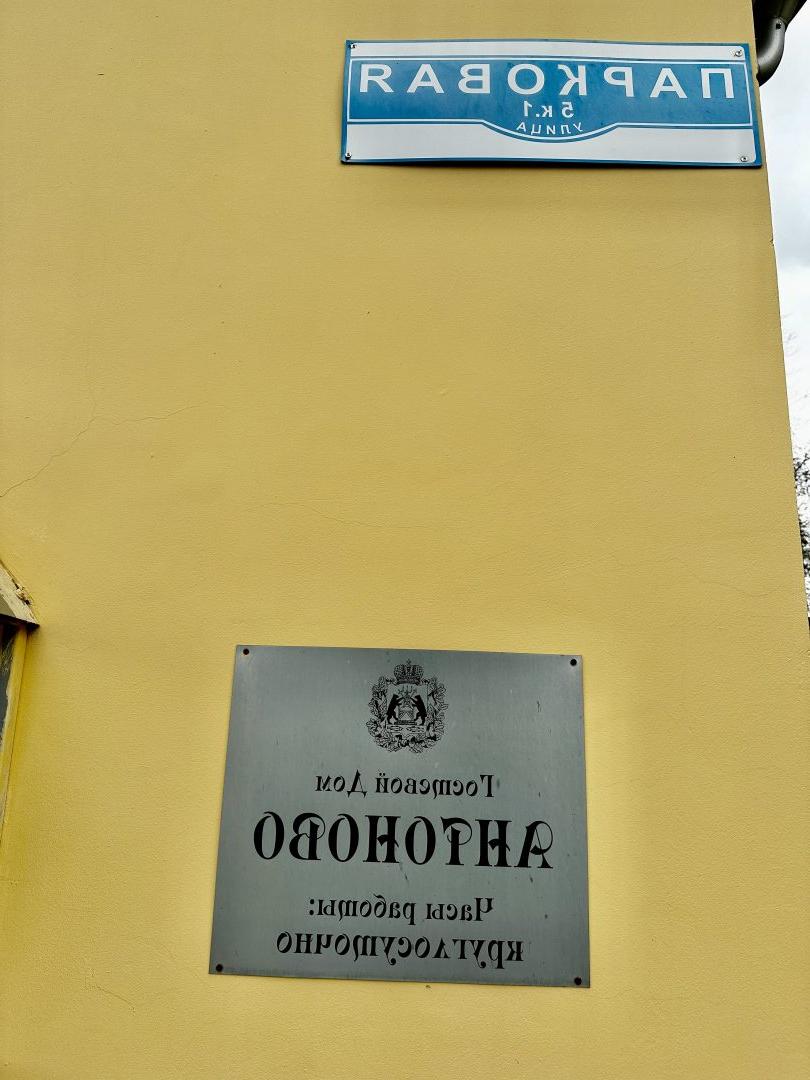 ПАРКОВАЯ
5 к.1
УЛИЦА
Гостевой Дом
АНТОНОВО
Часы работы:
круглосуточно